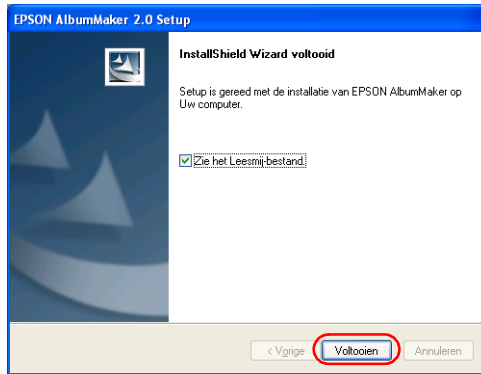 EPSON AlbumMaker 2.0 Setup
InstallShield Wizard voltooid
Setup is gereed met de installatie van EPSON AlbumMaker op
Uw computer.
Zie het Leesmij-bestand.
< Vorige
Voltooien
Annuleren